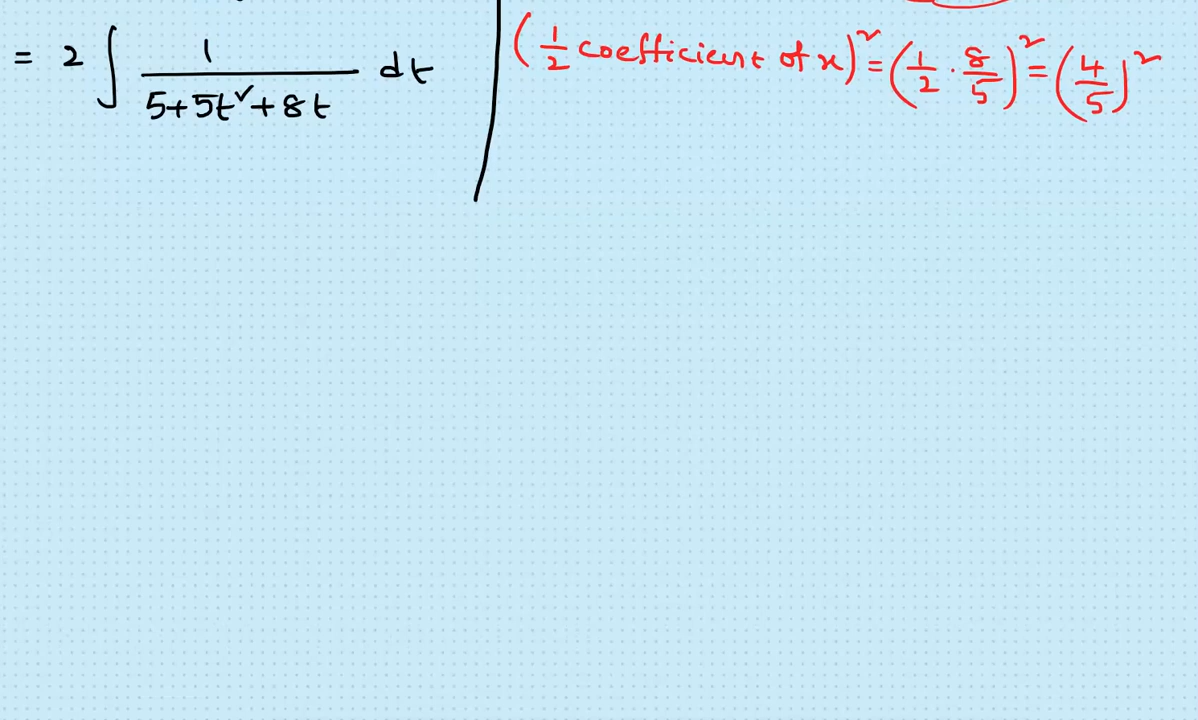 = 2 ∫ 1/(5+5t²+8t) dt
(1/2 coefficient of x)² = (1/2 · 8/5)² = (4/5)²